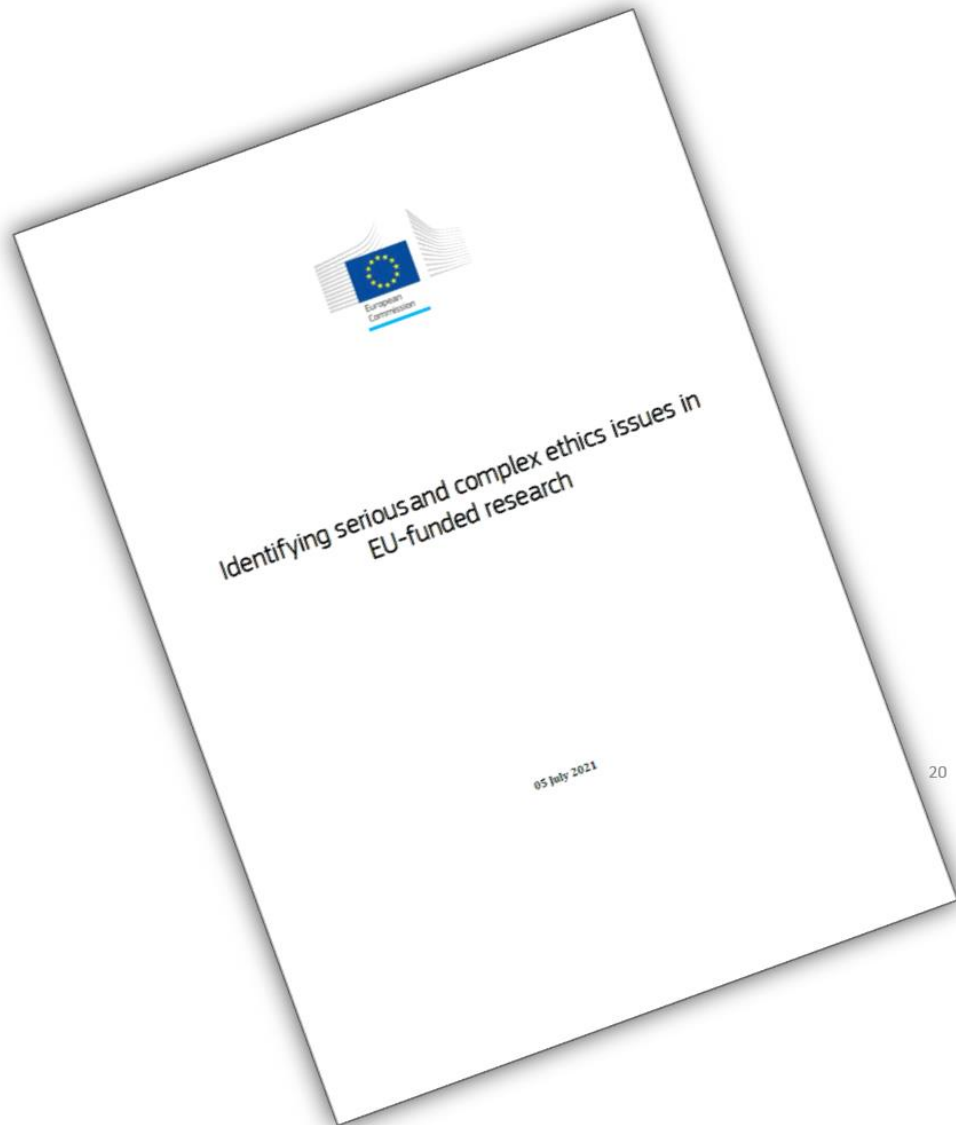 European
Commission
Identifying serious and complex ethics issues in
EU-funded research
05 July 2021
20